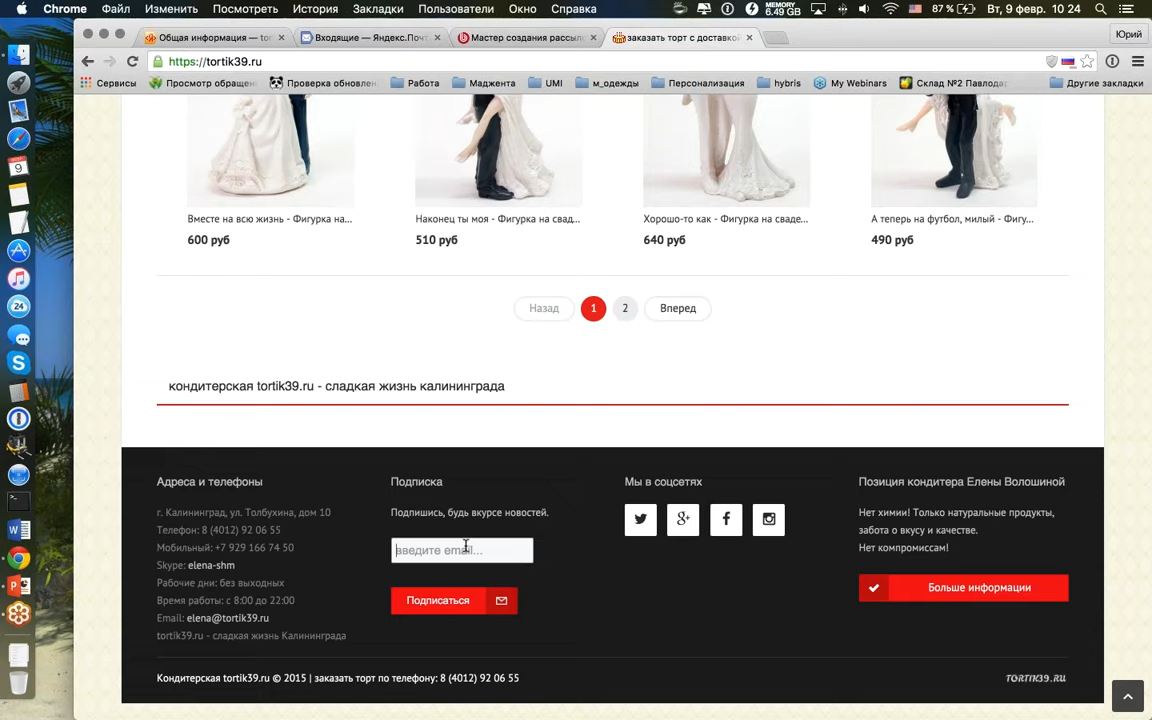 Chrome Файл Изменить Посмотреть История Закладки Пользователи Окно Справка MEMORY 6.49 GB 87 % Вт, 9 февр. 10 24
Общая информация — tor Входящие — Яндекс.Почт Мастер создания рассыл заказать торт с доставкой Юрий
https://tortik39.ru
Сервисы Просмотр обращен Проверка обновлен Работа Маджента UMI м_одежды Персонализация hybris My Webinars Склад №2 Павлодар Другие закладки
Вместе на всю жизнь - Фигурка на... Наконец ты моя - Фигурка на свад... Хорошо-то как - Фигурка на сваде... А теперь на футбол, милый - Фигу...
600 руб 510 руб 640 руб 490 руб
Назад 1 2 Вперед
кондитерская tortik39.ru - сладкая жизнь калининграда
Адреса и телефоны
г. Калининград, ул. Толбухина, дом 10
Телефон: 8 (4012) 92 06 55
Мобильный: +7 929 166 74 50
Skype: elena-shm
Рабочие дни: без выходных
Время работы: с 8:00 до 22:00
Email: elena@tortik39.ru
tortik39.ru - сладкая жизнь Калининграда
Подписка
Подпишись, будь вкурсе новостей.
введите email...
Подписаться
Мы в соцсетях
Позиция кондитера Елены Волошиной
Нет химии! Только натуральные продукты,
забота о вкусу и качестве.
Нет компромиссам!
Больше информации
Кондитерская tortik39.ru © 2015 | заказать торт по телефону: 8 (4012) 92 06 55
TORTIK39.RU